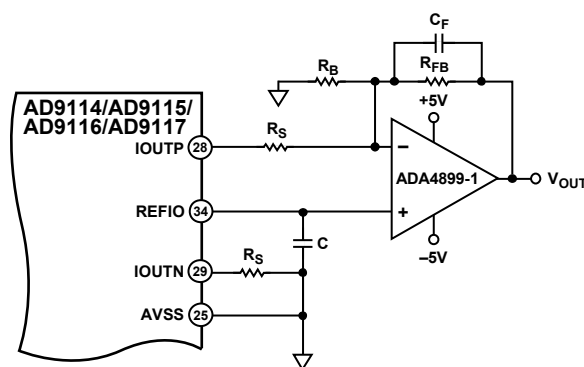 C_F
R_B
R_FB
+5V
AD9114/AD9115/
AD9116/AD9117
IOUTP 28
R_S
–
ADA4899-1
V_OUT
REFIO 34
+
C
–5V
IOUTN 29
R_S
AVSS 25